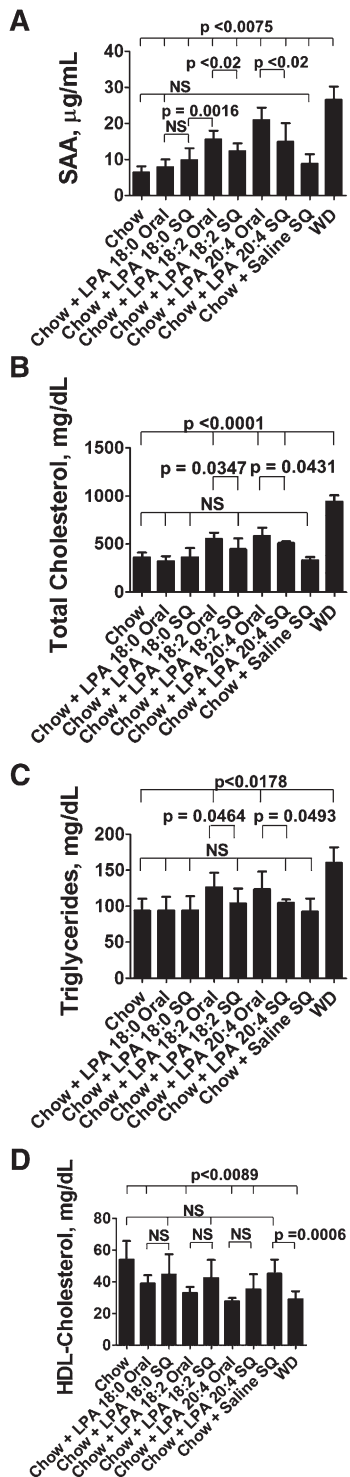 A
p <0.0075
p <0.02 p <0.02
NS
p = 0.0016
NS
SAA, µg/mL
40
30
20
10
0
Chow
Chow + LPA 18:0 Oral
Chow + LPA 18:0 SQ
Chow + LPA 18:2 Oral
Chow + LPA 18:2 SQ
Chow + LPA 20:4 Oral
Chow + LPA 20:4 SQ
Chow + Saline SQ
WD
B
p <0.0001
p = 0.0347 p = 0.0431
NS
Total Cholesterol, mg/dL
1500
1000
500
0
Chow
Chow + LPA 18:0 Oral
Chow + LPA 18:0 SQ
Chow + LPA 18:2 Oral
Chow + LPA 18:2 SQ
Chow + LPA 20:4 Oral
Chow + LPA 20:4 SQ
Chow + Saline SQ
WD
C
p<0.0178
p = 0.0464 p = 0.0493
NS
Triglycerides, mg/dL
200
150
100
50
0
Chow
Chow + LPA 18:0 Oral
Chow + LPA 18:0 SQ
Chow + LPA 18:2 Oral
Chow + LPA 18:2 SQ
Chow + LPA 20:4 Oral
Chow + LPA 20:4 SQ
Chow + Saline SQ
WD
D
p<0.0089
NS
NS NS NS p =0.0006
HDL-Cholesterol, mg/dL
80
60
40
20
0
Chow
Chow + LPA 18:0 Oral
Chow + LPA 18:0 SQ
Chow + LPA 18:2 Oral
Chow + LPA 18:2 SQ
Chow + LPA 20:4 Oral
Chow + LPA 20:4 SQ
Chow + Saline SQ
WD